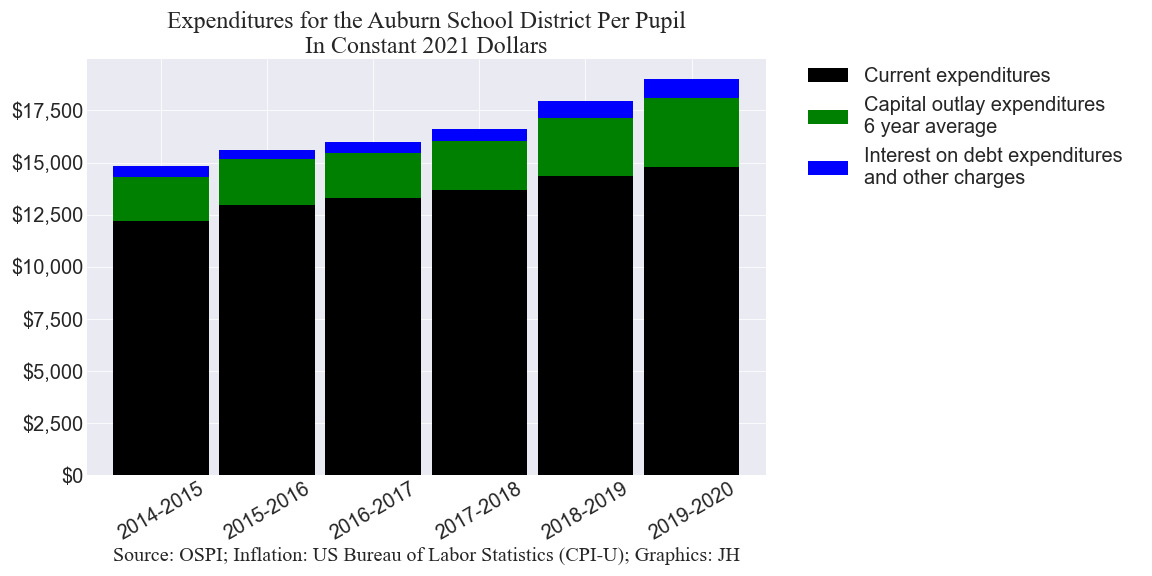 Expenditures for the Auburn School District Per Pupil
In Constant 2021 Dollars
Current expenditures
Capital outlay expenditures
6 year average
Interest on debt expenditures
and other charges
$17,500
$15,000
$12,500
$10,000
$7,500
$5,000
$2,500
$0
2014-2015
2015-2016
2016-2017
2017-2018
2018-2019
2019-2020
Source: OSPI; Inflation: US Bureau of Labor Statistics (CPI-U); Graphics: JH